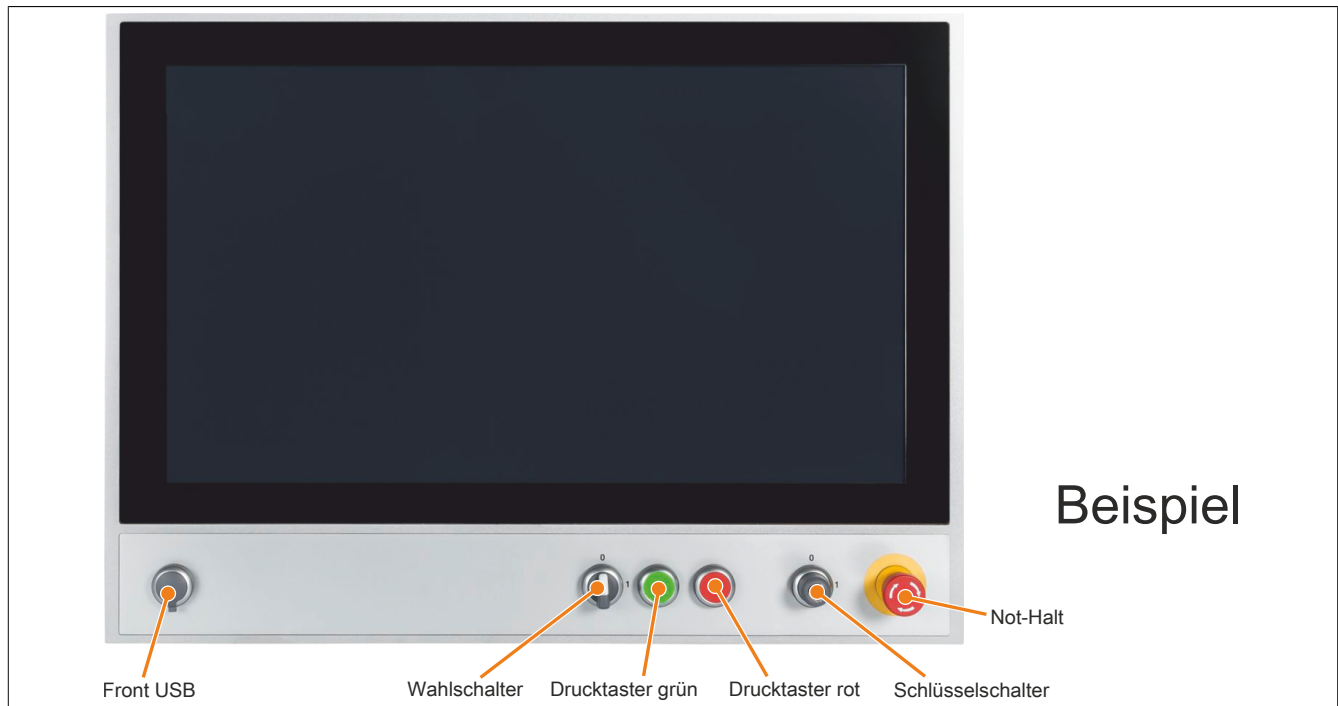 Beispiel
0
1
0
1
Not-Halt
Front USB
Wahlschalter
Drucktaster grün
Drucktaster rot
Schlüsselschalter